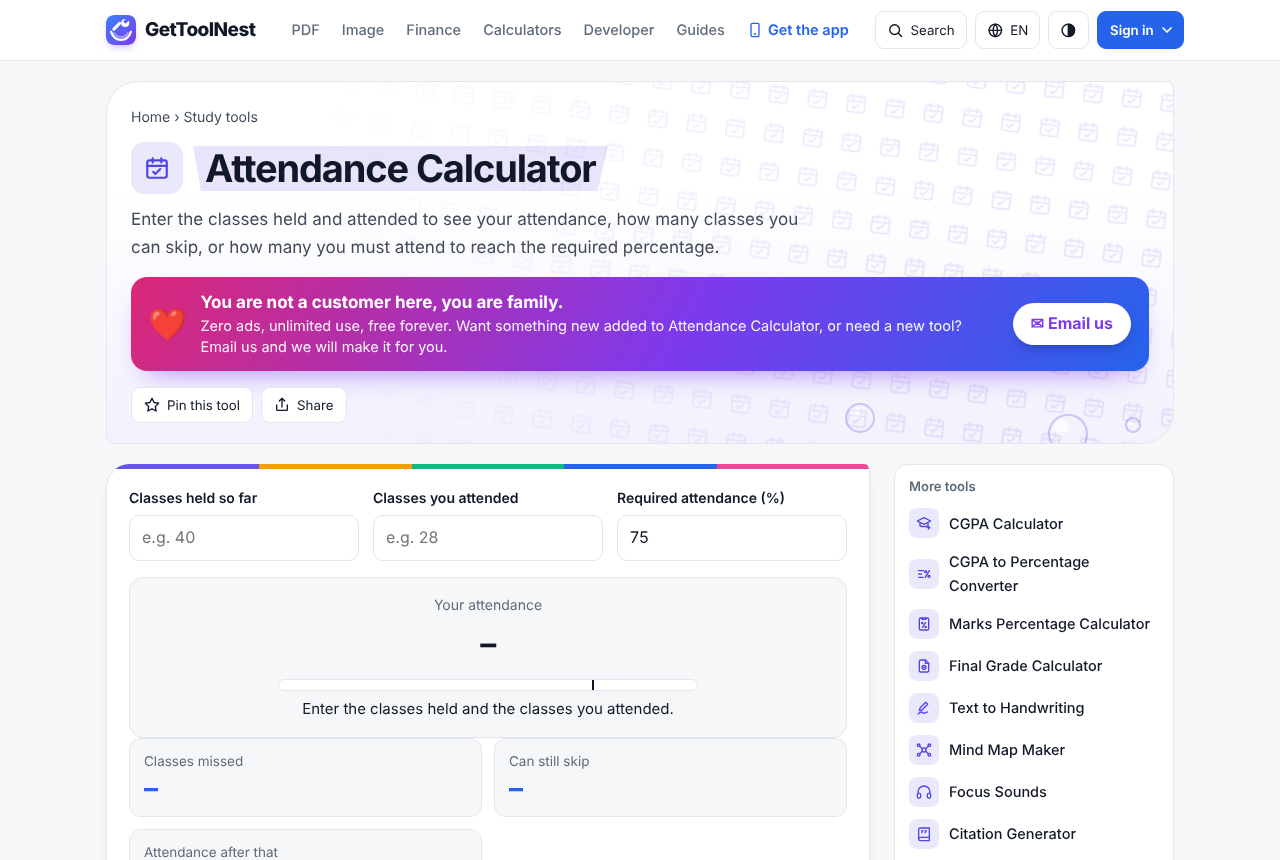 GetToolNest
PDF
Image
Finance
Calculators
Developer
Guides
Get the app
Search
EN
Sign in
Home › Study tools
Attendance Calculator
Enter the classes held and attended to see your attendance, how many classes you
can skip, or how many you must attend to reach the required percentage.
You are not a customer here, you are family.
Zero ads, unlimited use, free forever. Want something new added to Attendance Calculator, or need a new tool?
Email us and we will make it for you.
✉ Email us
Pin this tool
Share
Classes held so far
Classes you attended
Required attendance (%)
e.g. 40
e.g. 28
75
Your attendance
–
Enter the classes held and the classes you attended.
Classes missed
–
Can still skip
–
Attendance after that
More tools
CGPA Calculator
CGPA to Percentage
Converter
Marks Percentage Calculator
Final Grade Calculator
Text to Handwriting
Mind Map Maker
Focus Sounds
Citation Generator